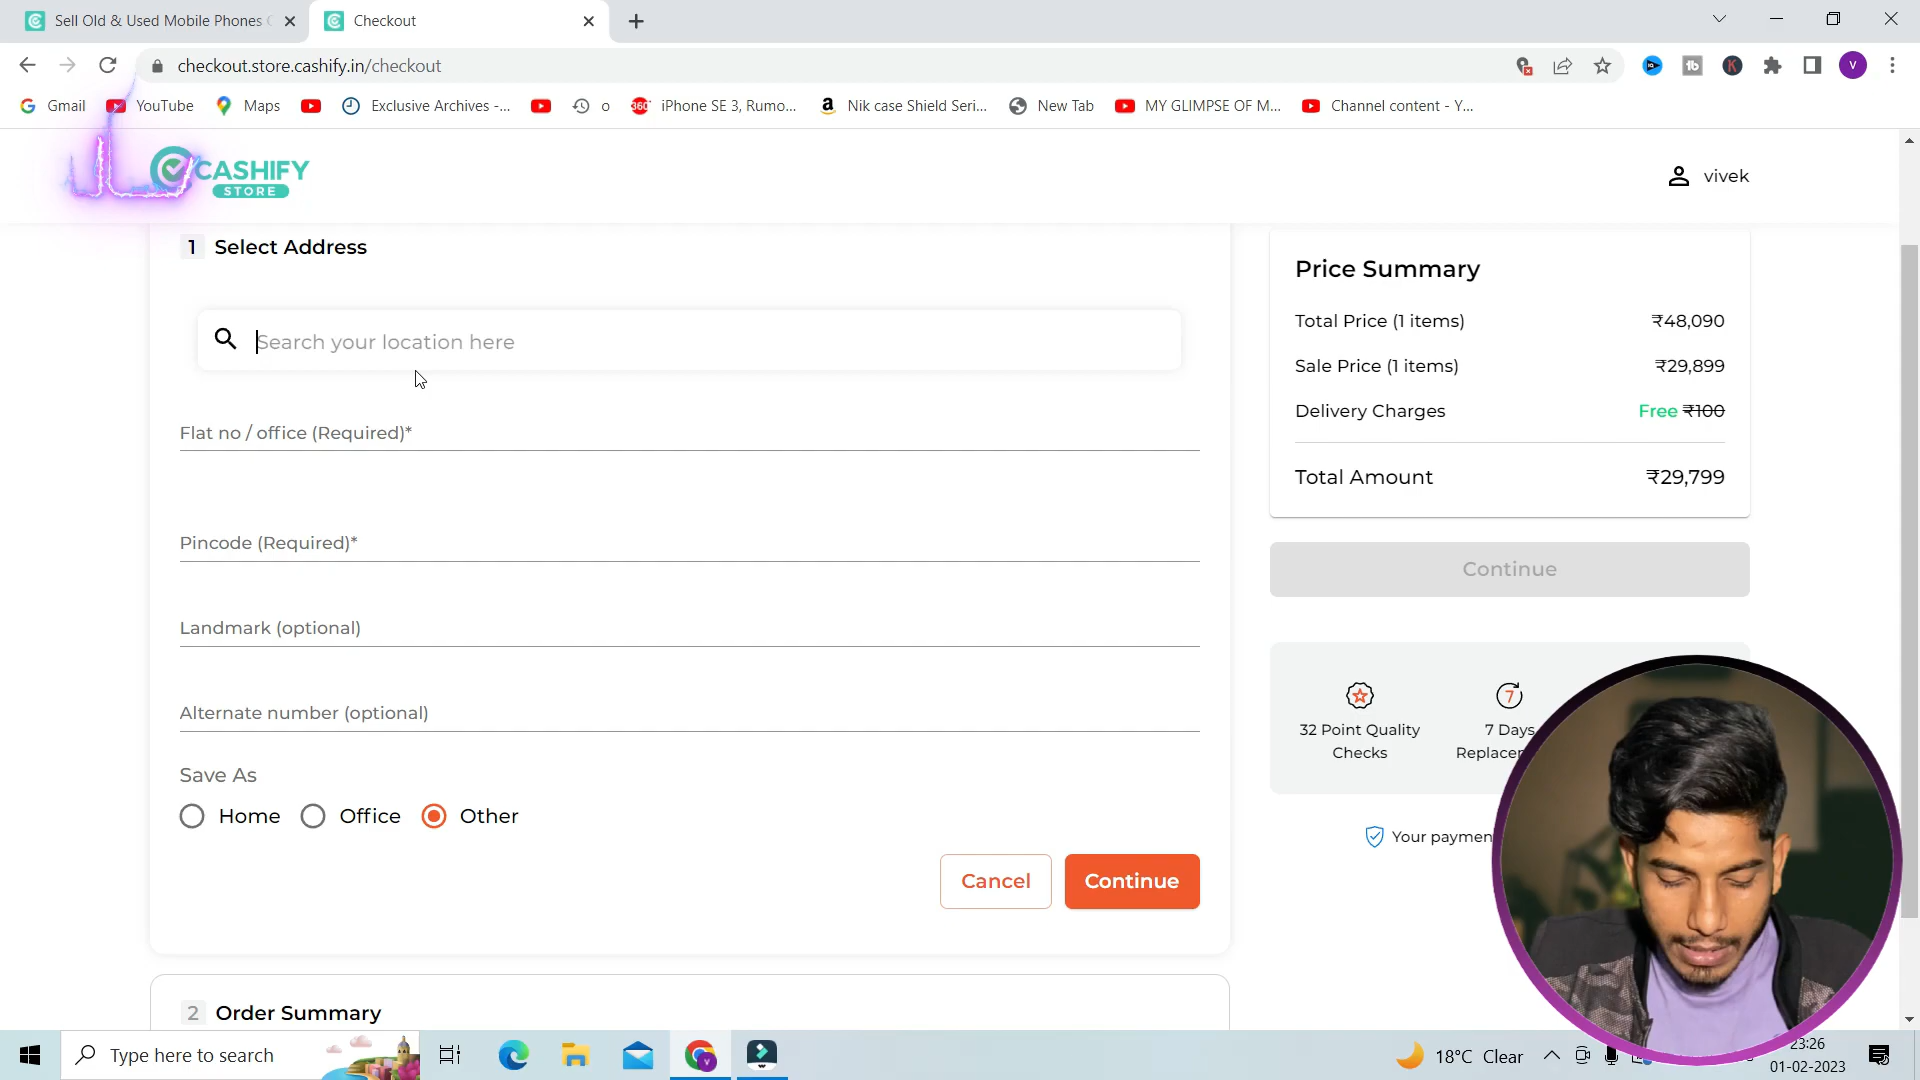 Sell Old & Used Mobile Phones
Checkout
checkout.store.cashify.in/checkout
V
Gmail
YouTube
Maps
Exclusive Archives -...
o
iPhone SE 3, Rumo...
Nik case Shield Seri...
New Tab
MY GLIMPSE OF M...
Channel content - Y...
CASHIFY
STORE
vivek
1 Select Address
Search your location here
Flat no / office (Required)*
Pincode (Required)*
Landmark (optional)
Alternate number (optional)
Save As
Home
Office
Other
Cancel
Continue
2 Order Summary
Price Summary
Total Price (1 items) ₹48,090
Sale Price (1 items) ₹29,899
Delivery Charges Free ₹100
Total Amount ₹29,799
Continue
32 Point Quality
Checks
7
7 Days
Your
Type here to search
18°C Clear
23:26
01-02-2023